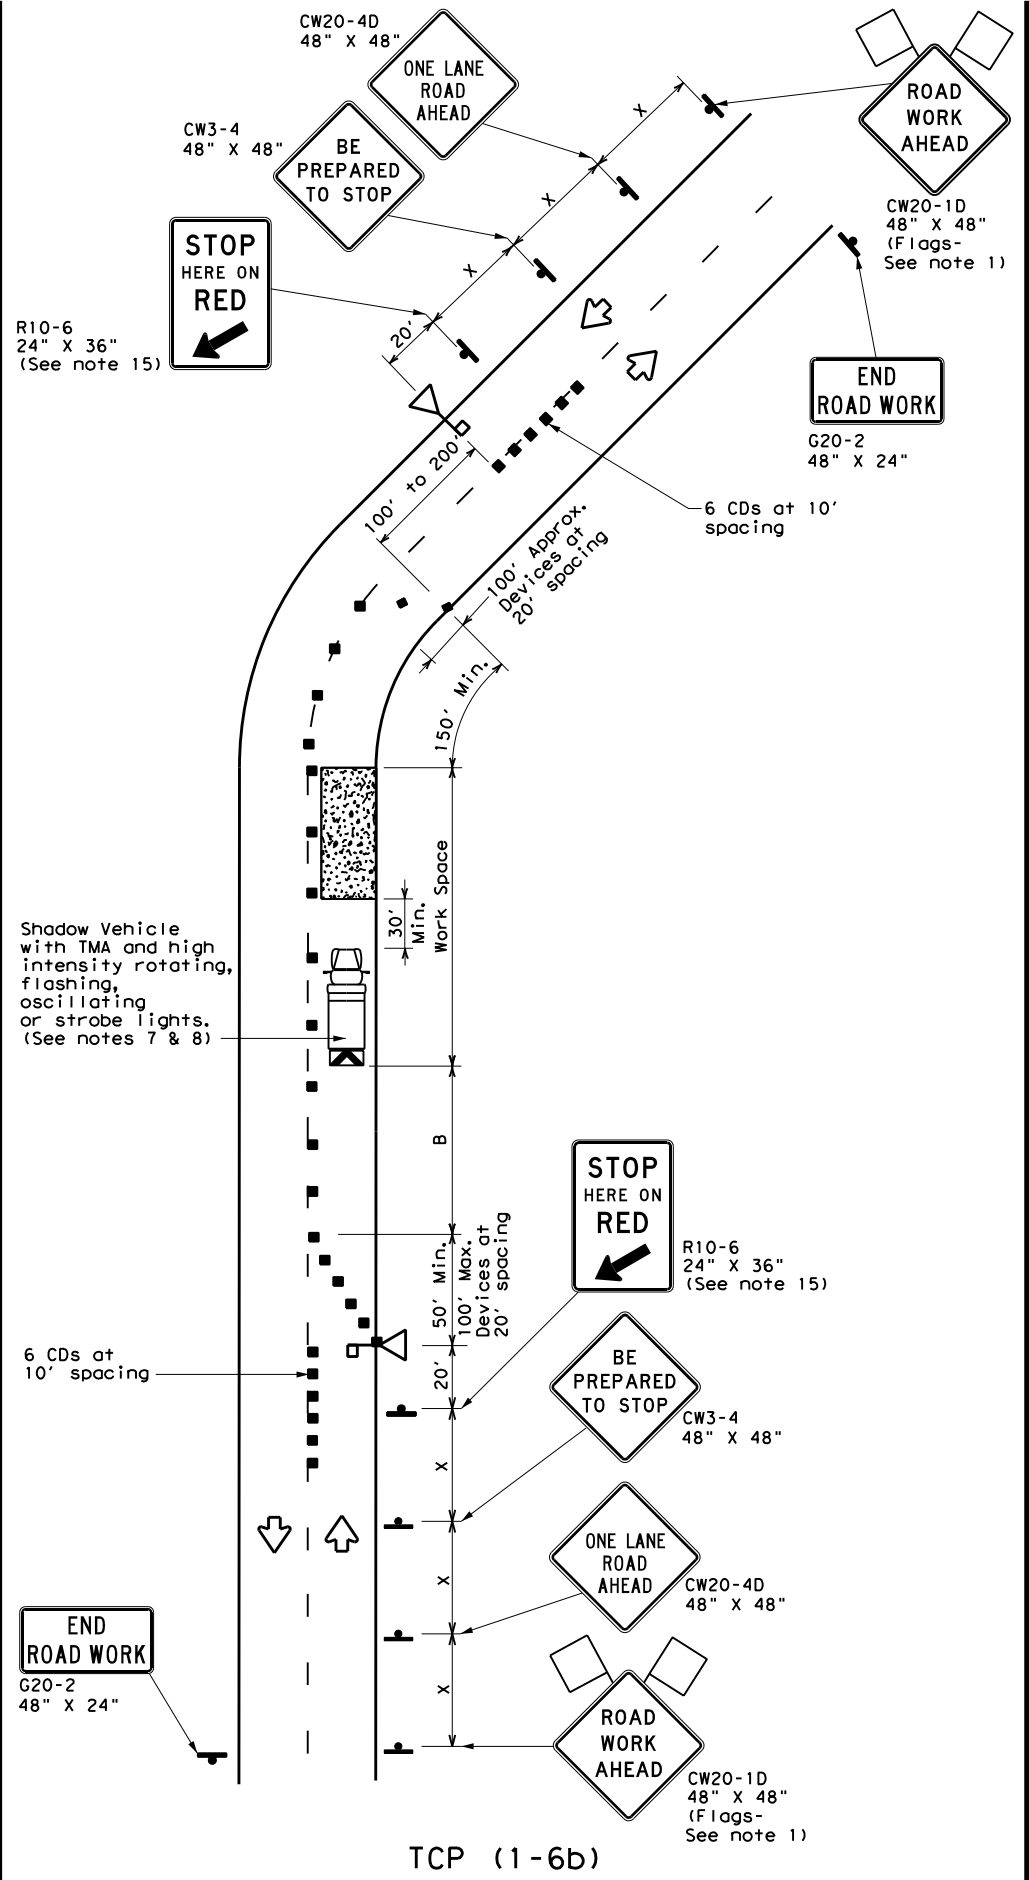 CW20-4D
48" X 48"
ONE LANE
ROAD
AHEAD
CW3-4
48" X 48"
BE
PREPARED
TO STOP
ROAD
WORK
AHEAD
CW20-1D
48" X 48"
(Flags-
See note 1)
X
X
X
20'
STOP
HERE ON
RED
R10-6
24" X 36"
(See note 15)
END
ROAD WORK
G20-2
48" X 24"
100' to 200'
6 CDs at 10'
spacing
100' Approx.
Devices at
20' spacing
150' Min.
Work Space
30'
Min.
Shadow Vehicle
with TMA and high
intensity rotating,
flashing,
oscillating
or strobe lights.
(See notes 7 & 8)
B
STOP
HERE ON
RED
R10-6
24" X 36"
(See note 15)
50' Min.
100' Max.
Devices at
20' spacing
20'
6 CDs at
10' spacing
BE
PREPARED
TO STOP
CW3-4
48" X 48"
X
ONE LANE
ROAD
AHEAD
CW20-4D
48" X 48"
X
END
ROAD WORK
G20-2
48" X 24"
X
ROAD
WORK
AHEAD
CW20-1D
48" X 48"
(Flags-
See note 1)
TCP (1-6b)